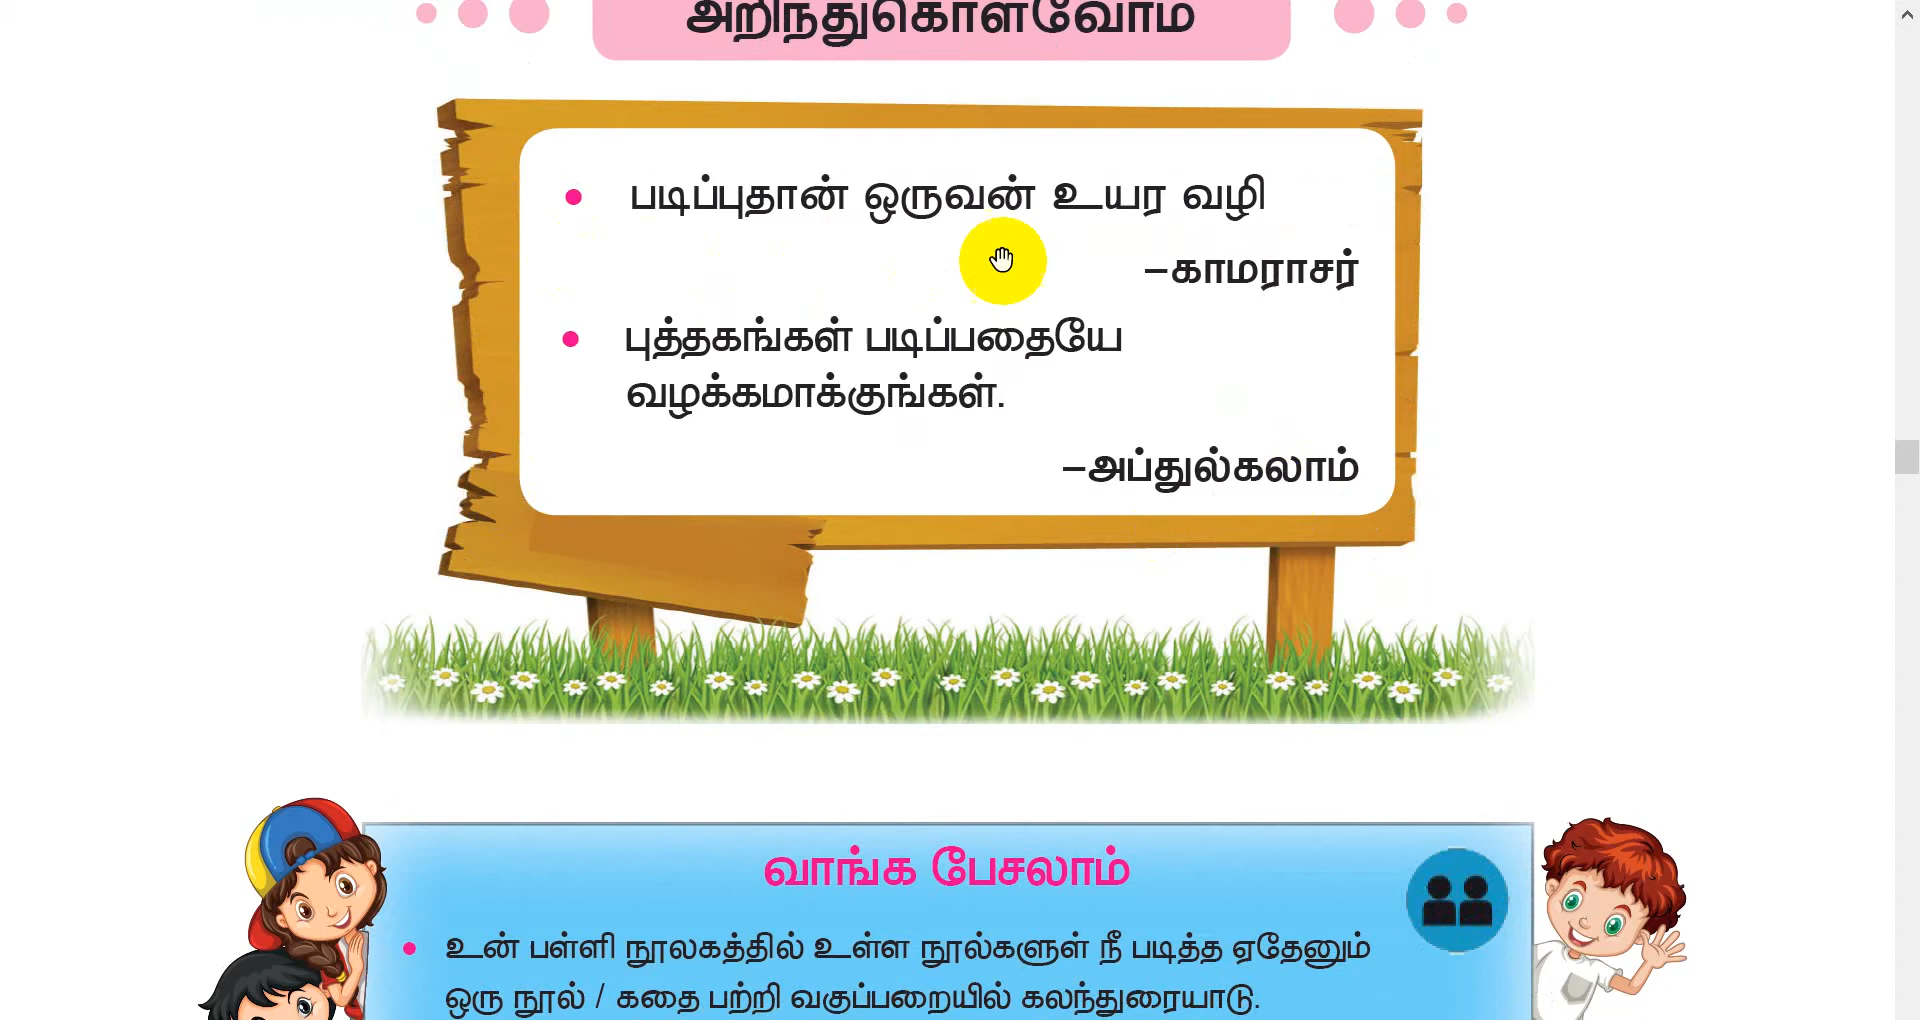 அறிந்துகொள்வோம்
படிப்புதான் ஒருவன் உயர வழி
–காமராசர்
புத்தகங்கள் படிப்பதையே
வழக்கமாக்குங்கள்.
–அப்துல்கலாம்
வாங்க பேசலாம்
உன் பள்ளி நூலகத்தில் உள்ள நூல்களுள் நீ படித்த ஏதேனும்
ஒரு நூல் / கதை பற்றி வகுப்பறையில் கலந்துரையாடு.